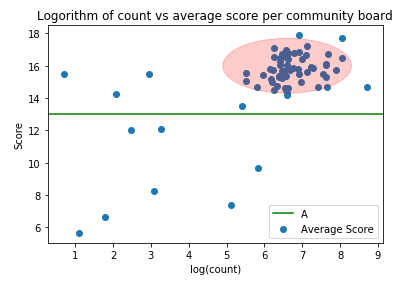 Logorithm of count vs average score per community board
18
16
14
12
10
8
6
Score
A
Average Score
1 2 3 4 5 6 7 8 9
log(count)